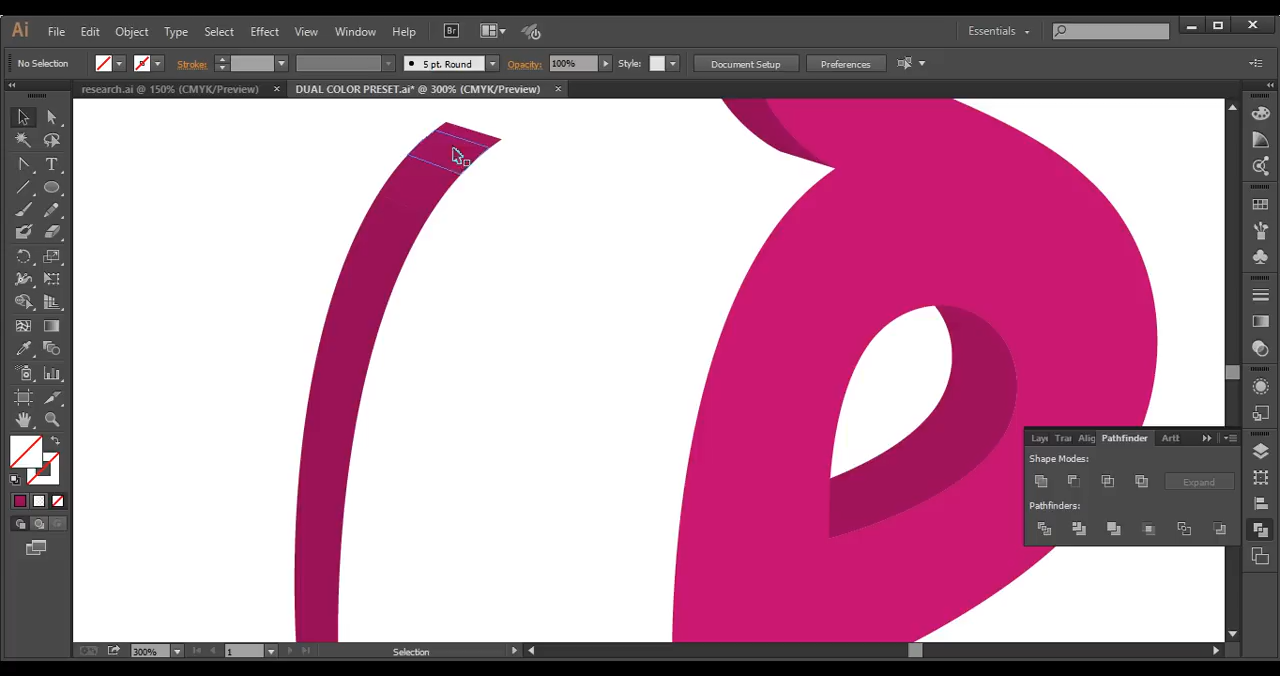 Ai File Edit Object Type Select Effect View Window Help Br Essentials
No Selection Stroke: 5 pt. Round Opacity: 100% Style: Document Setup Preferences
research.ai @ 150% (CMYK/Preview) × DUAL COLOR PRESET.ai* @ 300% (CMYK/Preview) ×
Pathfinder
Shape Modes:
Expand
Pathfinders:
300% 1 Selection